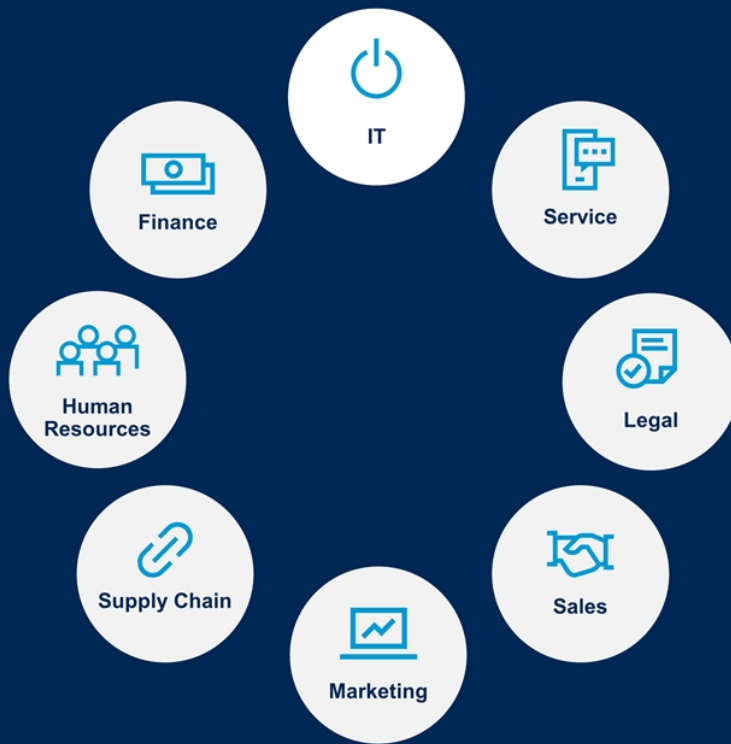 IT
Finance
Service
Human
Resources
Legal
Supply Chain
Sales
Marketing